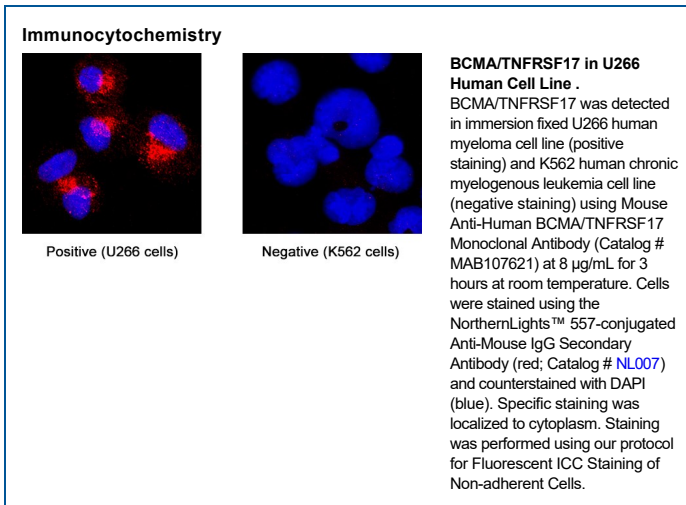 Immunocytochemistry
Positive (U266 cells)
Negative (K562 cells)
BCMA/TNFRSF17 in U266
Human Cell Line .
BCMA/TNFRSF17 was detected
in immersion fixed U266 human
myeloma cell line (positive
staining) and K562 human chronic
myelogenous leukemia cell line
(negative staining) using Mouse
Anti-Human BCMA/TNFRSF17
Monoclonal Antibody (Catalog #
MAB107621) at 8 µg/mL for 3
hours at room temperature. Cells
were stained using the
NorthernLights™ 557-conjugated
Anti-Mouse IgG Secondary
Antibody (red; Catalog # NL007)
and counterstained with DAPI
(blue). Specific staining was
localized to cytoplasm. Staining
was performed using our protocol
for Fluorescent ICC Staining of
Non-adherent Cells.